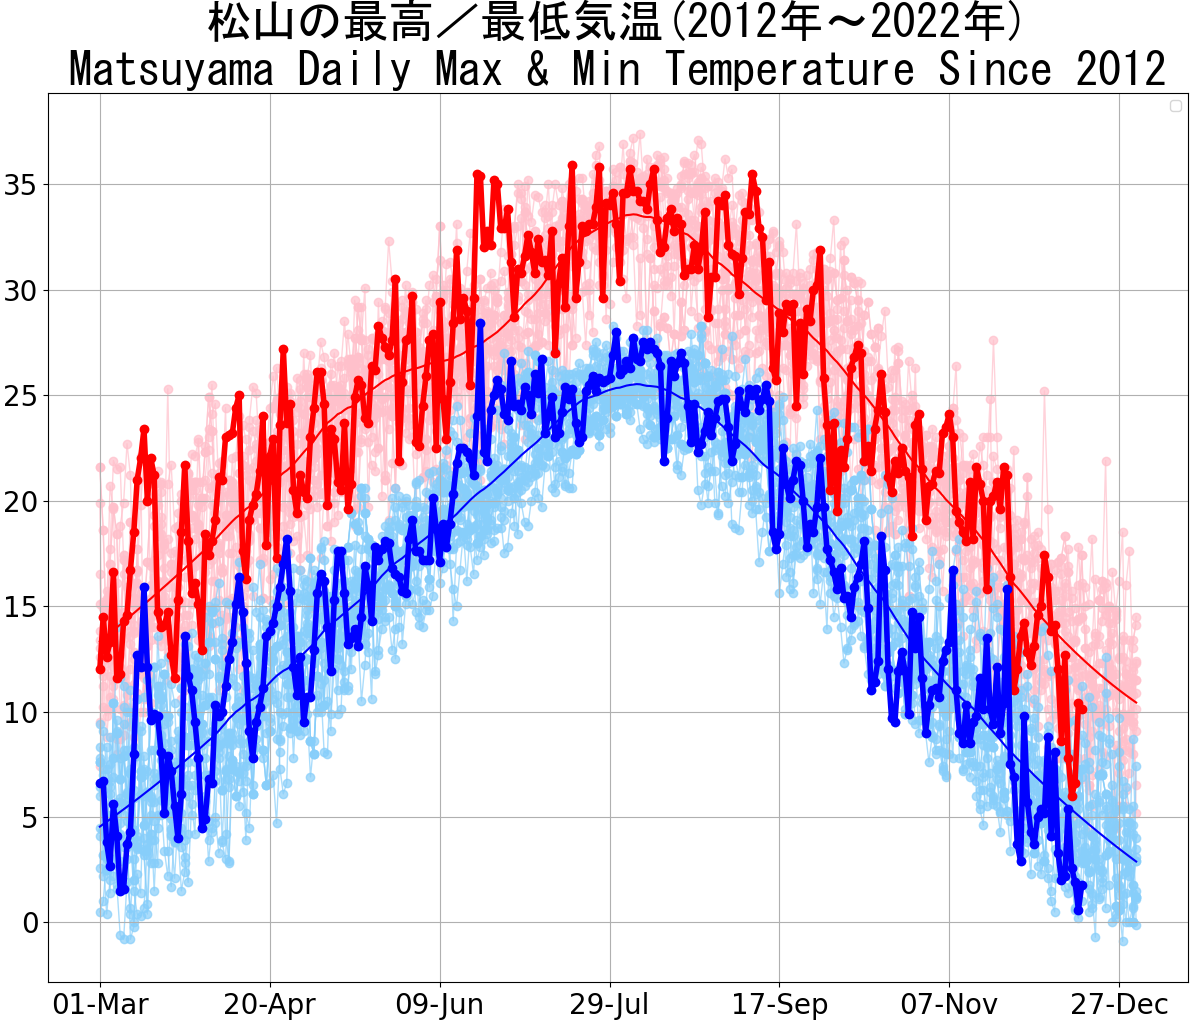 松山の最高／最低気温(2012年～2022年)
Matsuyama Daily Max & Min Temperature Since 2012
35
30
25
20
15
10
5
0
01-Mar 20-Apr 09-Jun 29-Jul 17-Sep 07-Nov 27-Dec